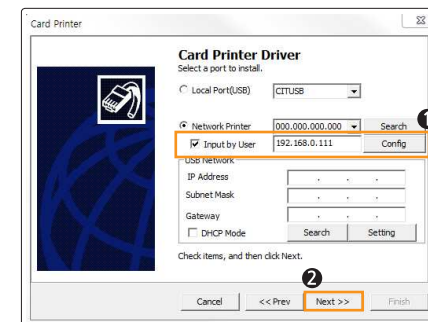 Card Printer
Card Printer Driver
Select a port to install.
Local Port(USB) CITUSB
Network Printer 000.000.000.000 Search
❶
Input by User 192.168.0.111 Config
USB Network
IP Address . . .
Subnet Mask . . .
Gateway . . .
DHCP Mode Search Setting
Check items, and then click Next.
❷
Cancel << Prev Next >> Finish